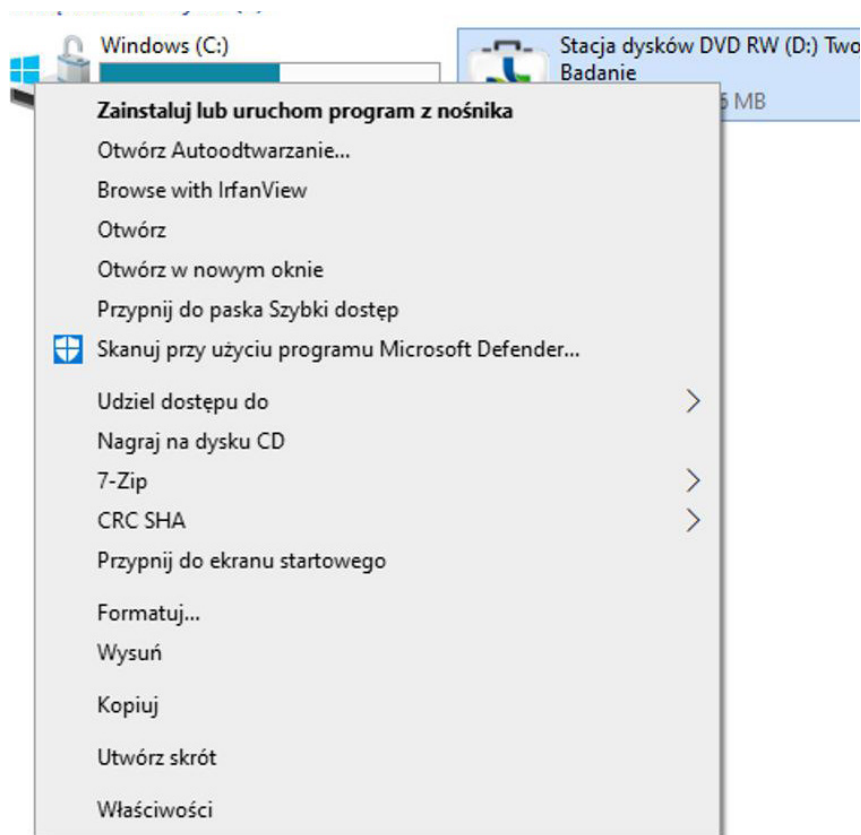 Windows (C:)
Stacja dysków DVD RW (D:)
Badanie
MB
Zainstaluj lub uruchom program z nośnika
Otwórz Autoodtwarzanie...
Browse with IrfanView
Otwórz
Otwórz w nowym oknie
Przypnij do paska Szybki dostęp
Skanuj przy użyciu programu Microsoft Defender...
Udziel dostępu do
Nagraj na dysku CD
7-Zip
CRC SHA
Przypnij do ekranu startowego
Formatuj...
Wysuń
Kopiuj
Utwórz skrót
Właściwości